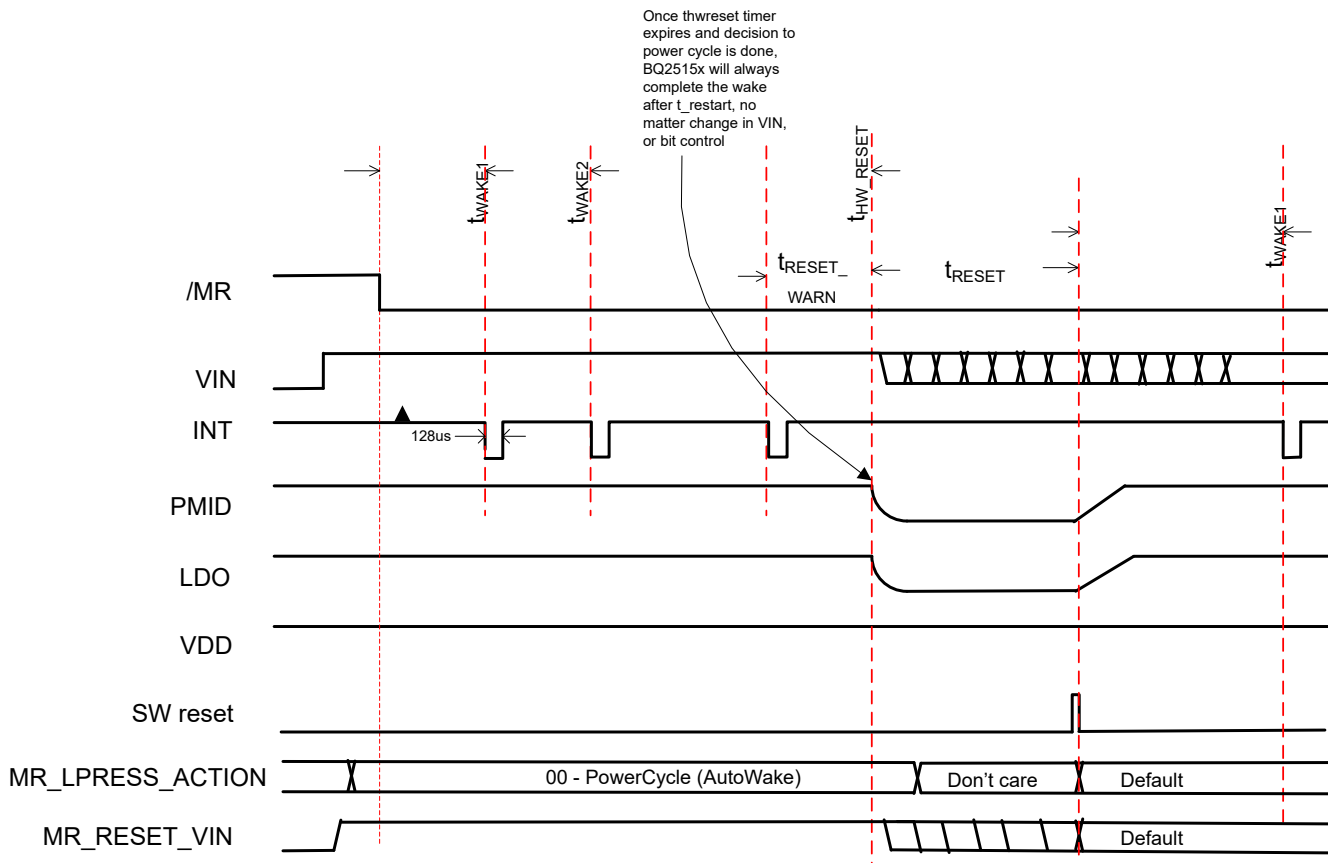 Once thwreset timer
expires and decision to
power cycle is done,
BQ2515x will always
complete the wake
after t_restart, no
matter change in VIN,
or bit control
tWAKE1
tWAKE2
tHW_RESET
tWAKE1
tRESET_
WARN
tRESET
/MR
VIN
INT
128us
PMID
LDO
VDD
SW reset
MR_LPRESS_ACTION
00 - PowerCycle (AutoWake)
Don't care
Default
MR_RESET_VIN
Default